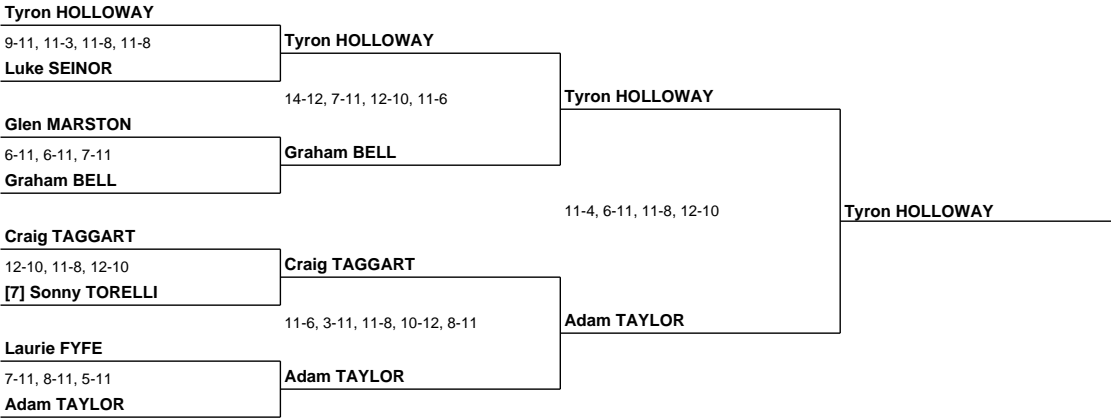 Tyron HOLLOWAY
9-11, 11-3, 11-8, 11-8
Luke SEINOR
Tyron HOLLOWAY
14-12, 7-11, 12-10, 11-6
Glen MARSTON
6-11, 6-11, 7-11
Graham BELL
Graham BELL
Tyron HOLLOWAY
11-4, 6-11, 11-8, 12-10
Tyron HOLLOWAY
Craig TAGGART
12-10, 11-8, 12-10
[7] Sonny TORELLI
Craig TAGGART
11-6, 3-11, 11-8, 10-12, 8-11
Adam TAYLOR
Laurie FYFE
7-11, 8-11, 5-11
Adam TAYLOR
Adam TAYLOR